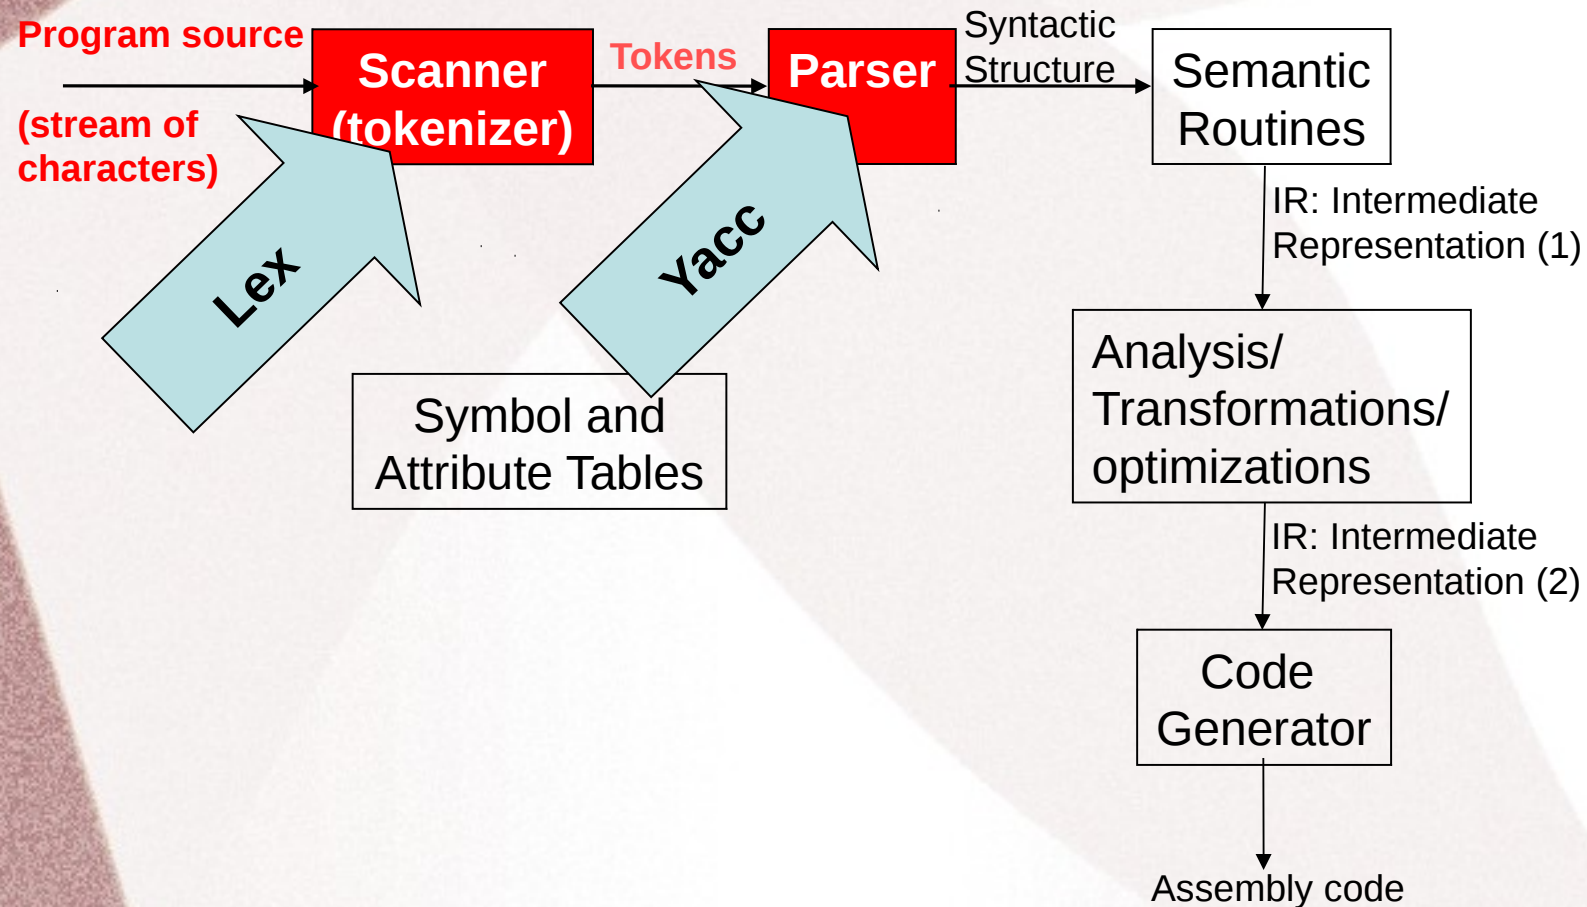 Program source
(stream of
characters)
Scanner
(tokenizer)
Tokens
Parser
Syntactic
Structure
Semantic
Routines
Lex
Yacc
IR: Intermediate
Representation (1)
Symbol and
Attribute Tables
Analysis/
Transformations/
optimizations
IR: Intermediate
Representation (2)
Code
Generator
Assembly code